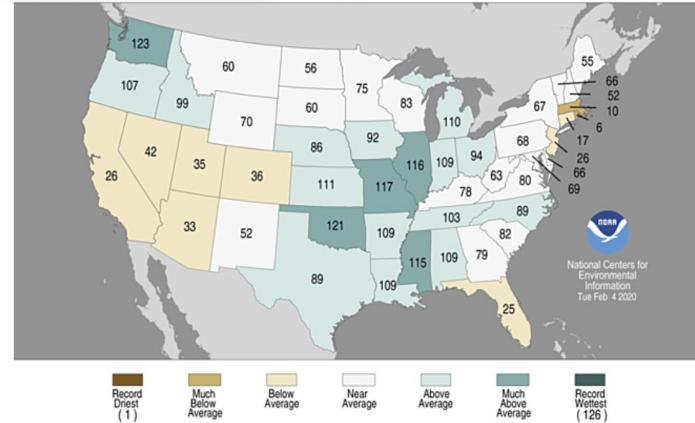 123
60
56
55
107
99
75
66
52
83
67
10
70
60
110
6
92
68
17
86
26
42
35
36
116
109
94
66
63
80
69
26
111
117
78
33
52
121
109
103
89
NOAA
82
89
115
109
79
National Centers for
Environmental
Information
Tue Feb 4 2020
109
25
Record
Driest
(1)
Much
Below
Average
Below
Average
Near
Average
Above
Average
Much
Above
Average
Record
Wettest
(126)